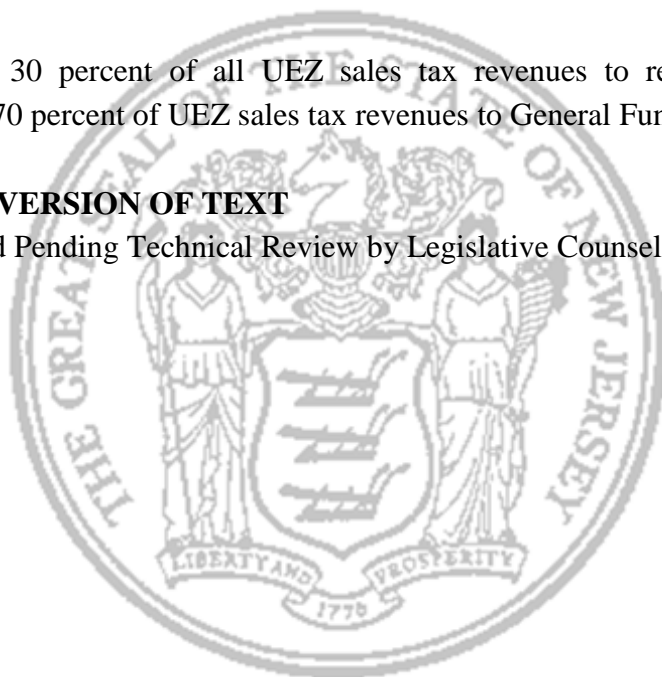 30 percent of all UEZ sales tax revenues to re
70 percent of UEZ sales tax revenues to General Fun
VERSION OF TEXT
d Pending Technical Review by Legislative Counsel
THE GREAT SEAL OF THE STATE OF NEW JERSEY
LIBERTY AND PROSPERITY
1776